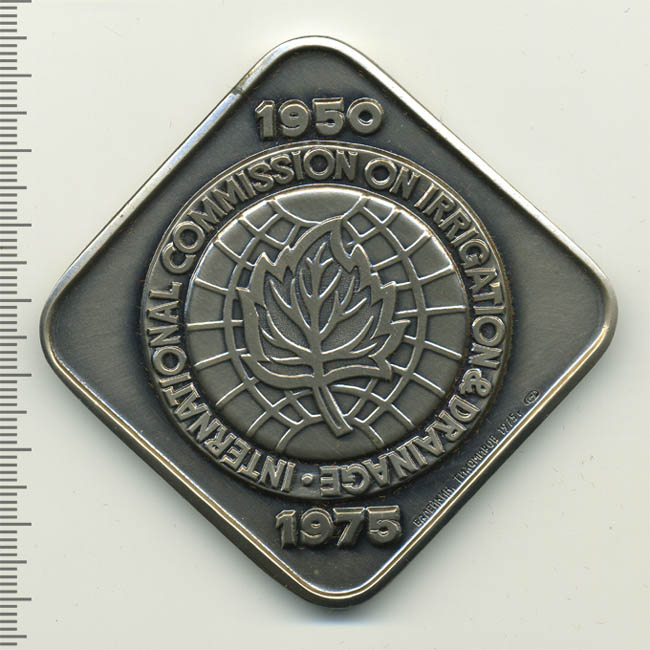 1950
INTERNATIONAL COMMISSION ON IRRIGATION & DRAINAGE •
1975